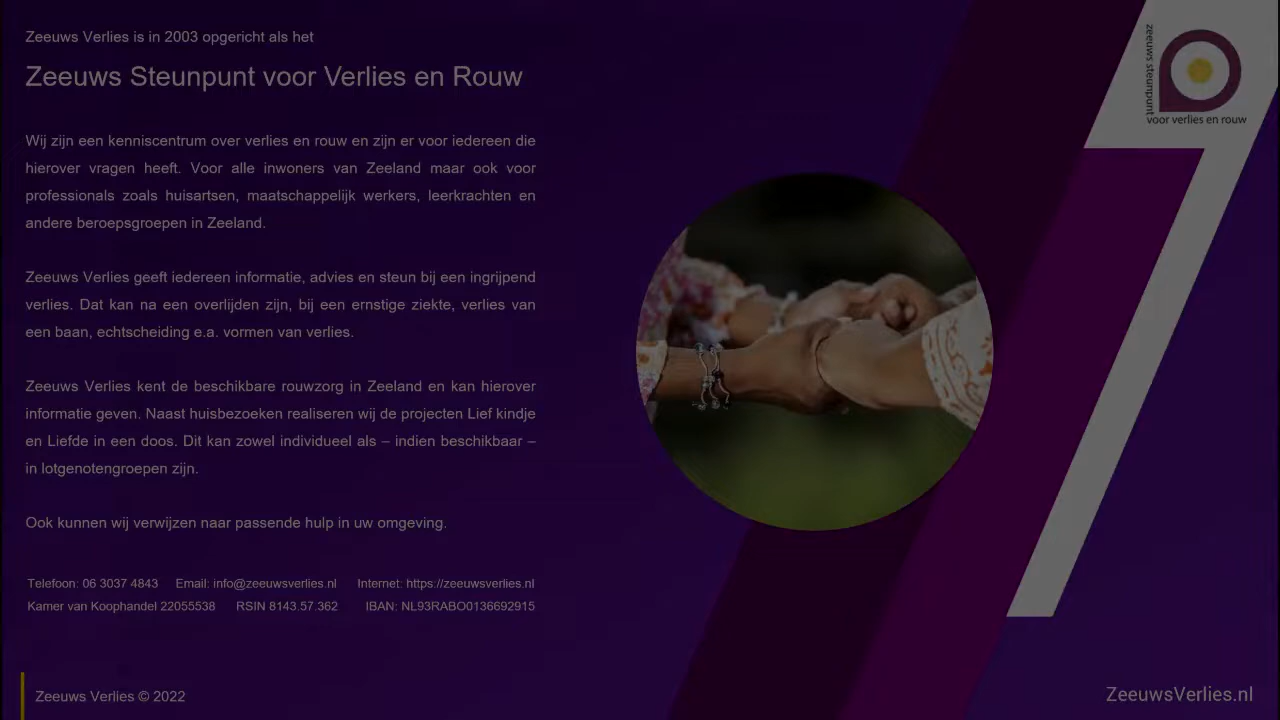 Zeeuws Verlies is in 2003 opgericht als het
Zeeuws Steunpunt voor Verlies en Rouw
Wij zijn een kenniscentrum over verlies en rouw en zijn er voor iedereen die
hierover vragen heeft. Voor alle inwoners van Zeeland maar ook voor
professionals zoals huisartsen, maatschappelijk werkers, leerkrachten en
andere beroepsgroepen in Zeeland.
Zeeuws Verlies geeft iedereen informatie, advies en steun bij een ingrijpend
verlies. Dat kan na een overlijden zijn, bij een ernstige ziekte, verlies van
een baan, echtscheiding e.a. vormen van verlies.
Zeeuws Verlies kent de beschikbare rouwzorg in Zeeland en kan hierover
informatie geven. Naast huisbezoeken realiseren wij de projecten Lief kindje
en Liefde in een doos. Dit kan zowel individueel als – indien beschikbaar –
in lotgenotengroepen zijn.
Ook kunnen wij verwijzen naar passende hulp in uw omgeving.
Telefoon: 06 3037 4843 Email: info@zeeuwsverlies.nl Internet: https://zeeuwsverlies.nl
Kamer van Koophandel 22055538 RSIN 8143.57.362 IBAN: NL93RABO0136692915
Zeeuws Verlies © 2022
zeeuws steunpunt
voor verlies en rouw
ZeeuwsVerlies.nl